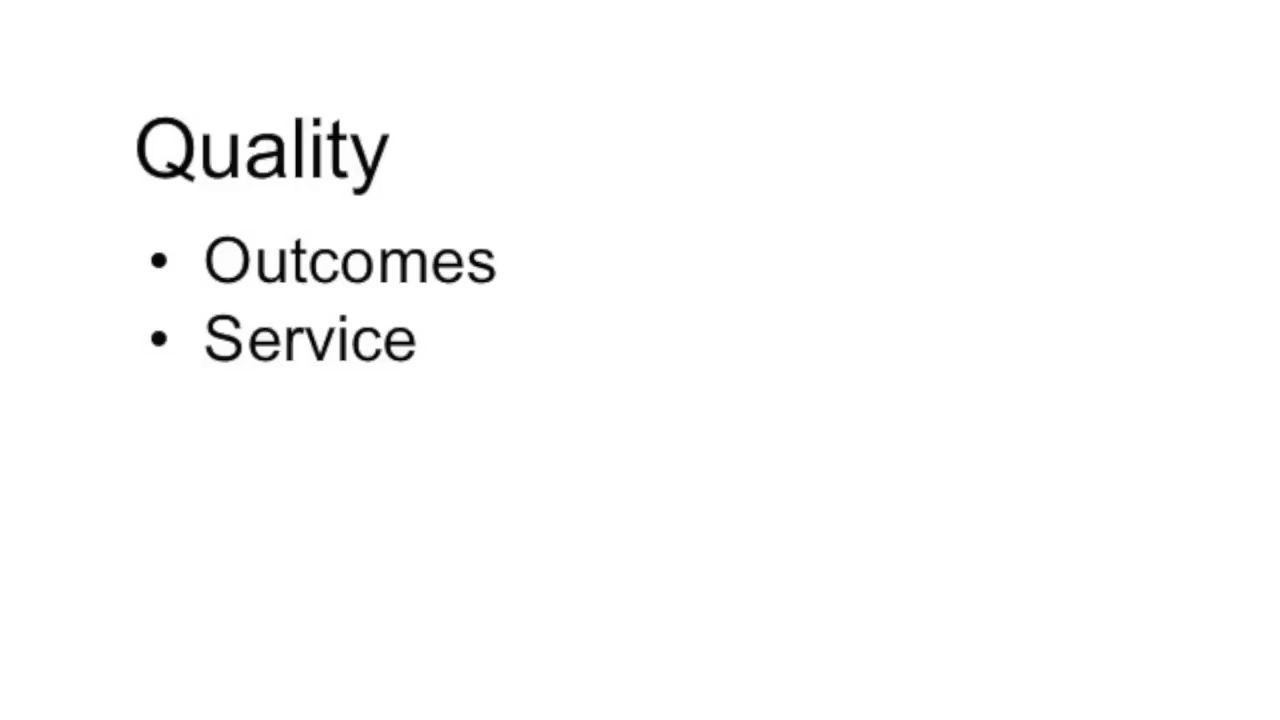 Quality
• Outcomes
• Service